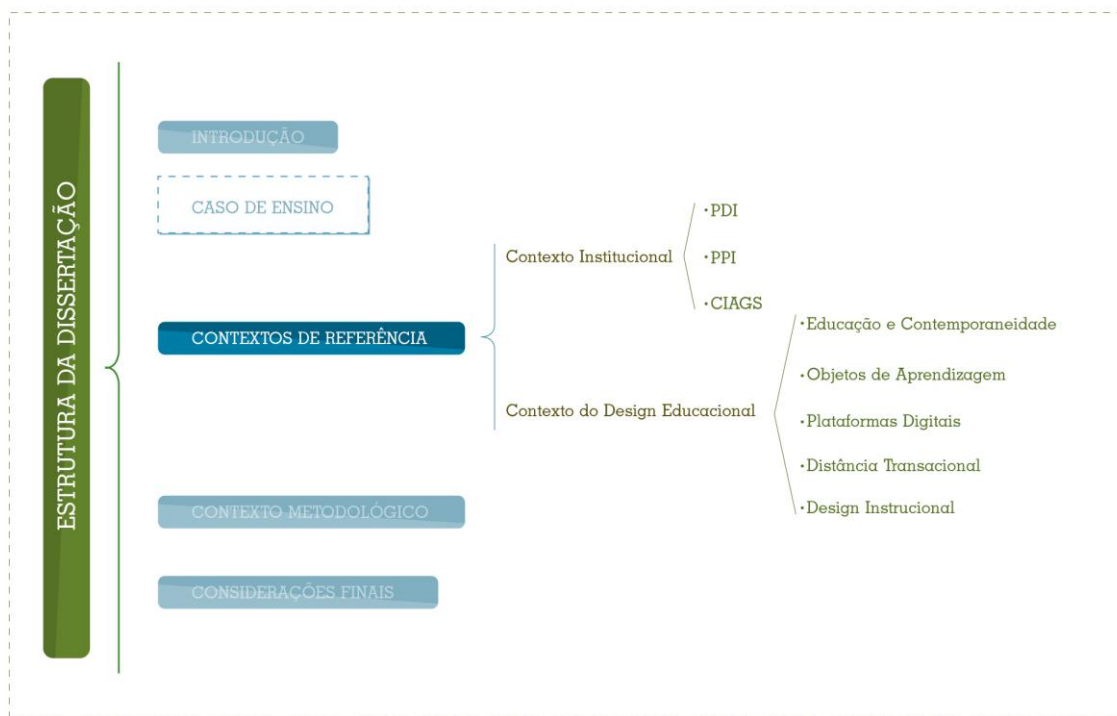 ESTRUTURA DA DISSERTAÇÃO
INTRODUÇÃO
CASO DE ENSINO
CONTEXTOS DE REFERÊNCIA
Contexto Institucional
·PDI
·PPI
·CIAGS
Contexto do Design Educacional
·Educação e Contemporaneidade
·Objetos de Aprendizagem
·Plataformas Digitais
·Distância Transacional
·Design Instrucional
CONTEXTO METODOLÓGICO
CONSIDERAÇÕES FINAIS